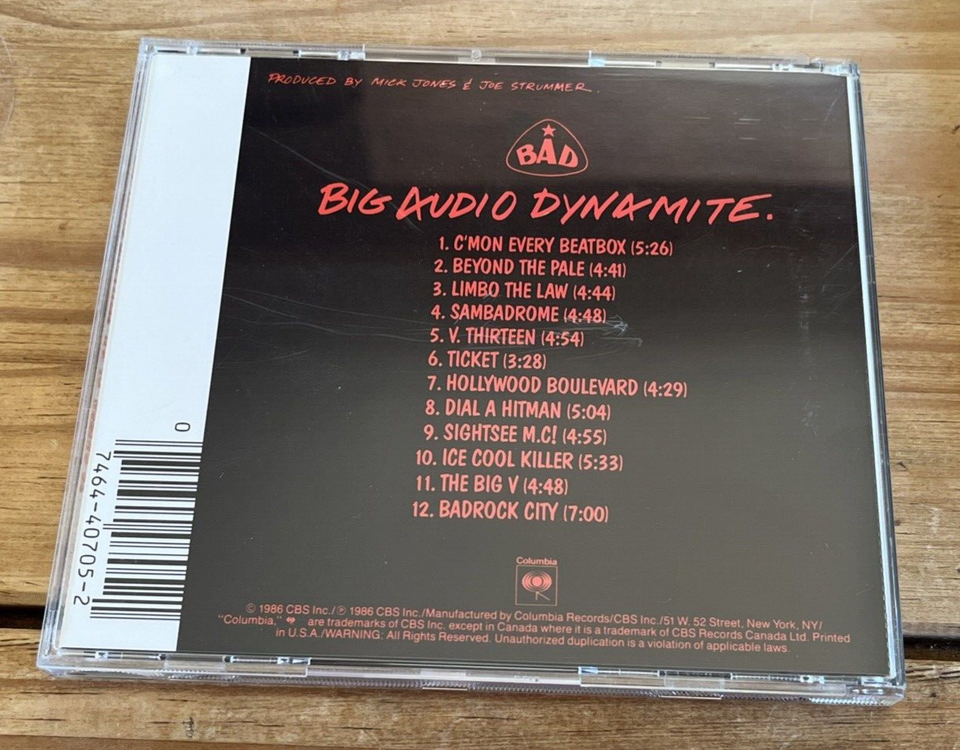 PRODUCED BY MICK JONES & JOE STRUMMER.
BAD
BIG AUDIO DYNAMITE.
1. C'MON EVERY BEATBOX (5:26)
2. BEYOND THE PALE (4:41)
3. LIMBO THE LAW (4:44)
4. SAMBADROME (4:48)
5. V. THIRTEEN (4:54)
6. TICKET (3:28)
7. HOLLYWOOD BOULEVARD (4:29)
8. DIAL A HITMAN (5:04)
9. SIGHTSEE M.C! (4:55)
10. ICE COOL KILLER (5:33)
11. THE BIG V (4:48)
12. BADROCK CITY (7:00)
Columbia
© 1986 CBS Inc./℗ 1986 CBS Inc./Manufactured by Columbia Records/CBS Inc./51 W. 52 Street, New York, NY/
"Columbia," are trademarks of CBS Inc. except in Canada where it is a trademark of CBS Records Canada Ltd. Printed
in U.S.A./WARNING: All Rights Reserved. Unauthorized duplication is a violation of applicable laws.
0
7464-40705-2